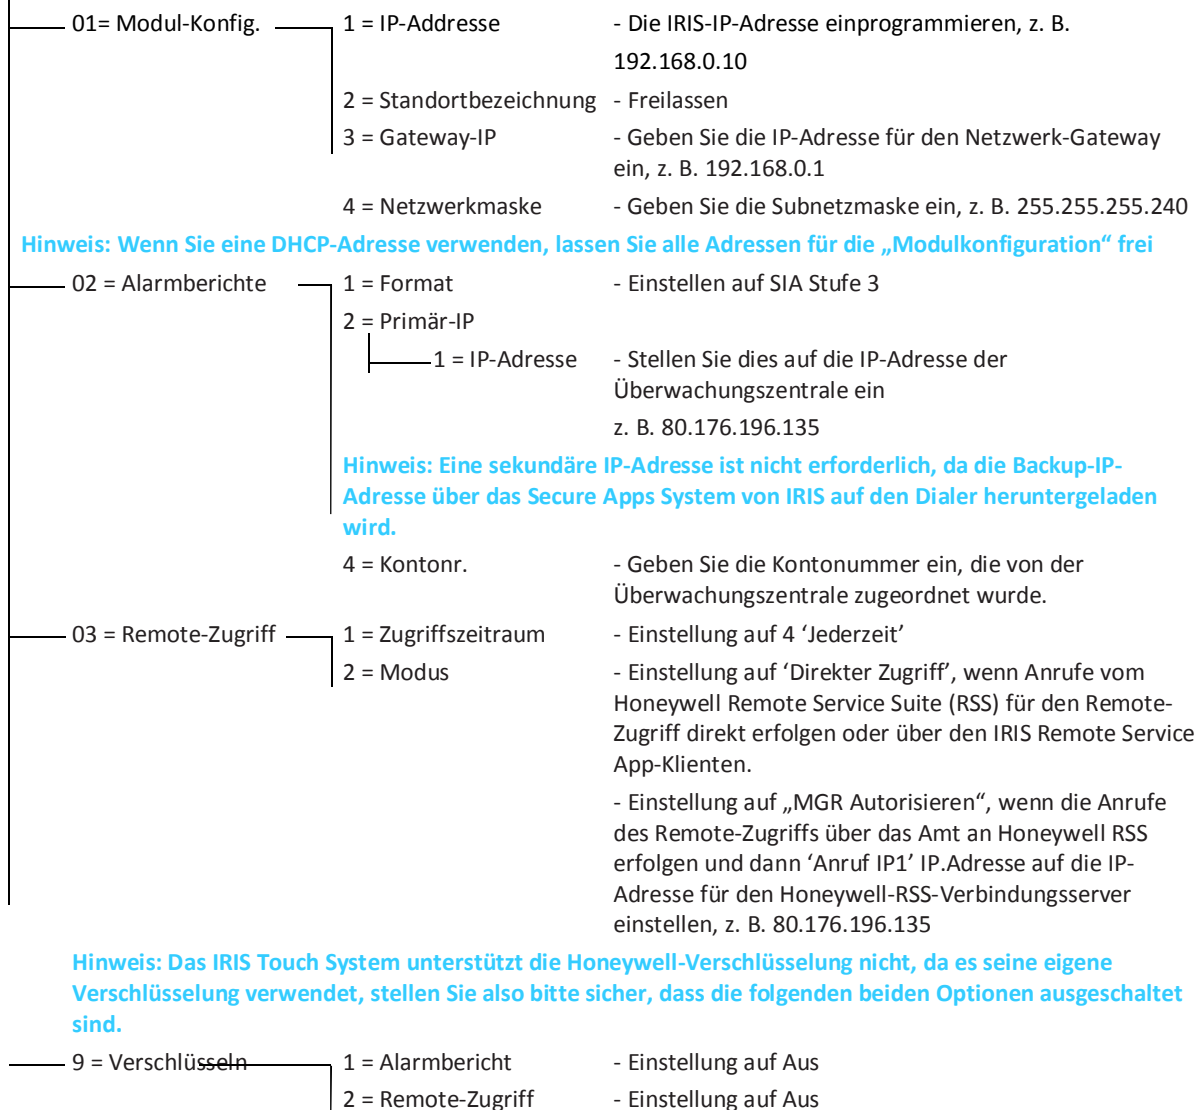 01= Modul-Konfig. 1 = IP-Addresse - Die IRIS-IP-Adresse einprogrammieren, z. B.
192.168.0.10
2 = Standortbezeichnung - Freilassen
3 = Gateway-IP - Geben Sie die IP-Adresse für den Netzwerk-Gateway
ein, z. B. 192.168.0.1
4 = Netzwerkmaske - Geben Sie die Subnetzmaske ein, z. B. 255.255.255.240
Hinweis: Wenn Sie eine DHCP-Adresse verwenden, lassen Sie alle Adressen für die „Modulkonfiguration“ frei
02 = Alarmberichte 1 = Format - Einstellen auf SIA Stufe 3
2 = Primär-IP
1 = IP-Adresse - Stellen Sie dies auf die IP-Adresse der
Überwachungszentrale ein
z. B. 80.176.196.135
Hinweis: Eine sekundäre IP-Adresse ist nicht erforderlich, da die Backup-IP-
Adresse über das Secure Apps System von IRIS auf den Dialer heruntergeladen
wird.
4 = Kontonr. - Geben Sie die Kontonummer ein, die von der
Überwachungszentrale zugeordnet wurde.
03 = Remote-Zugriff 1 = Zugriffszeitraum - Einstellung auf 4 ‘Jederzeit’
2 = Modus - Einstellung auf ‘Direkter Zugriff’, wenn Anrufe vom
Honeywell Remote Service Suite (RSS) für den Remote-
Zugriff direkt erfolgen oder über den IRIS Remote Service
App-Klienten.
- Einstellung auf „MGR Autorisieren“, wenn die Anrufe
des Remote-Zugriffs über das Amt an Honeywell RSS
erfolgen und dann ‘Anruf IP1’ IP.Adresse auf die IP-
Adresse für den Honeywell-RSS-Verbindungsserver
einstellen, z. B. 80.176.196.135
Hinweis: Das IRIS Touch System unterstützt die Honeywell-Verschlüsselung nicht, da es seine eigene
Verschlüsselung verwendet, stellen Sie also bitte sicher, dass die folgenden beiden Optionen ausgeschaltet
sind.
9 = Verschlüsseln 1 = Alarmbericht - Einstellung auf Aus
2 = Remote-Zugriff - Einstellung auf Aus